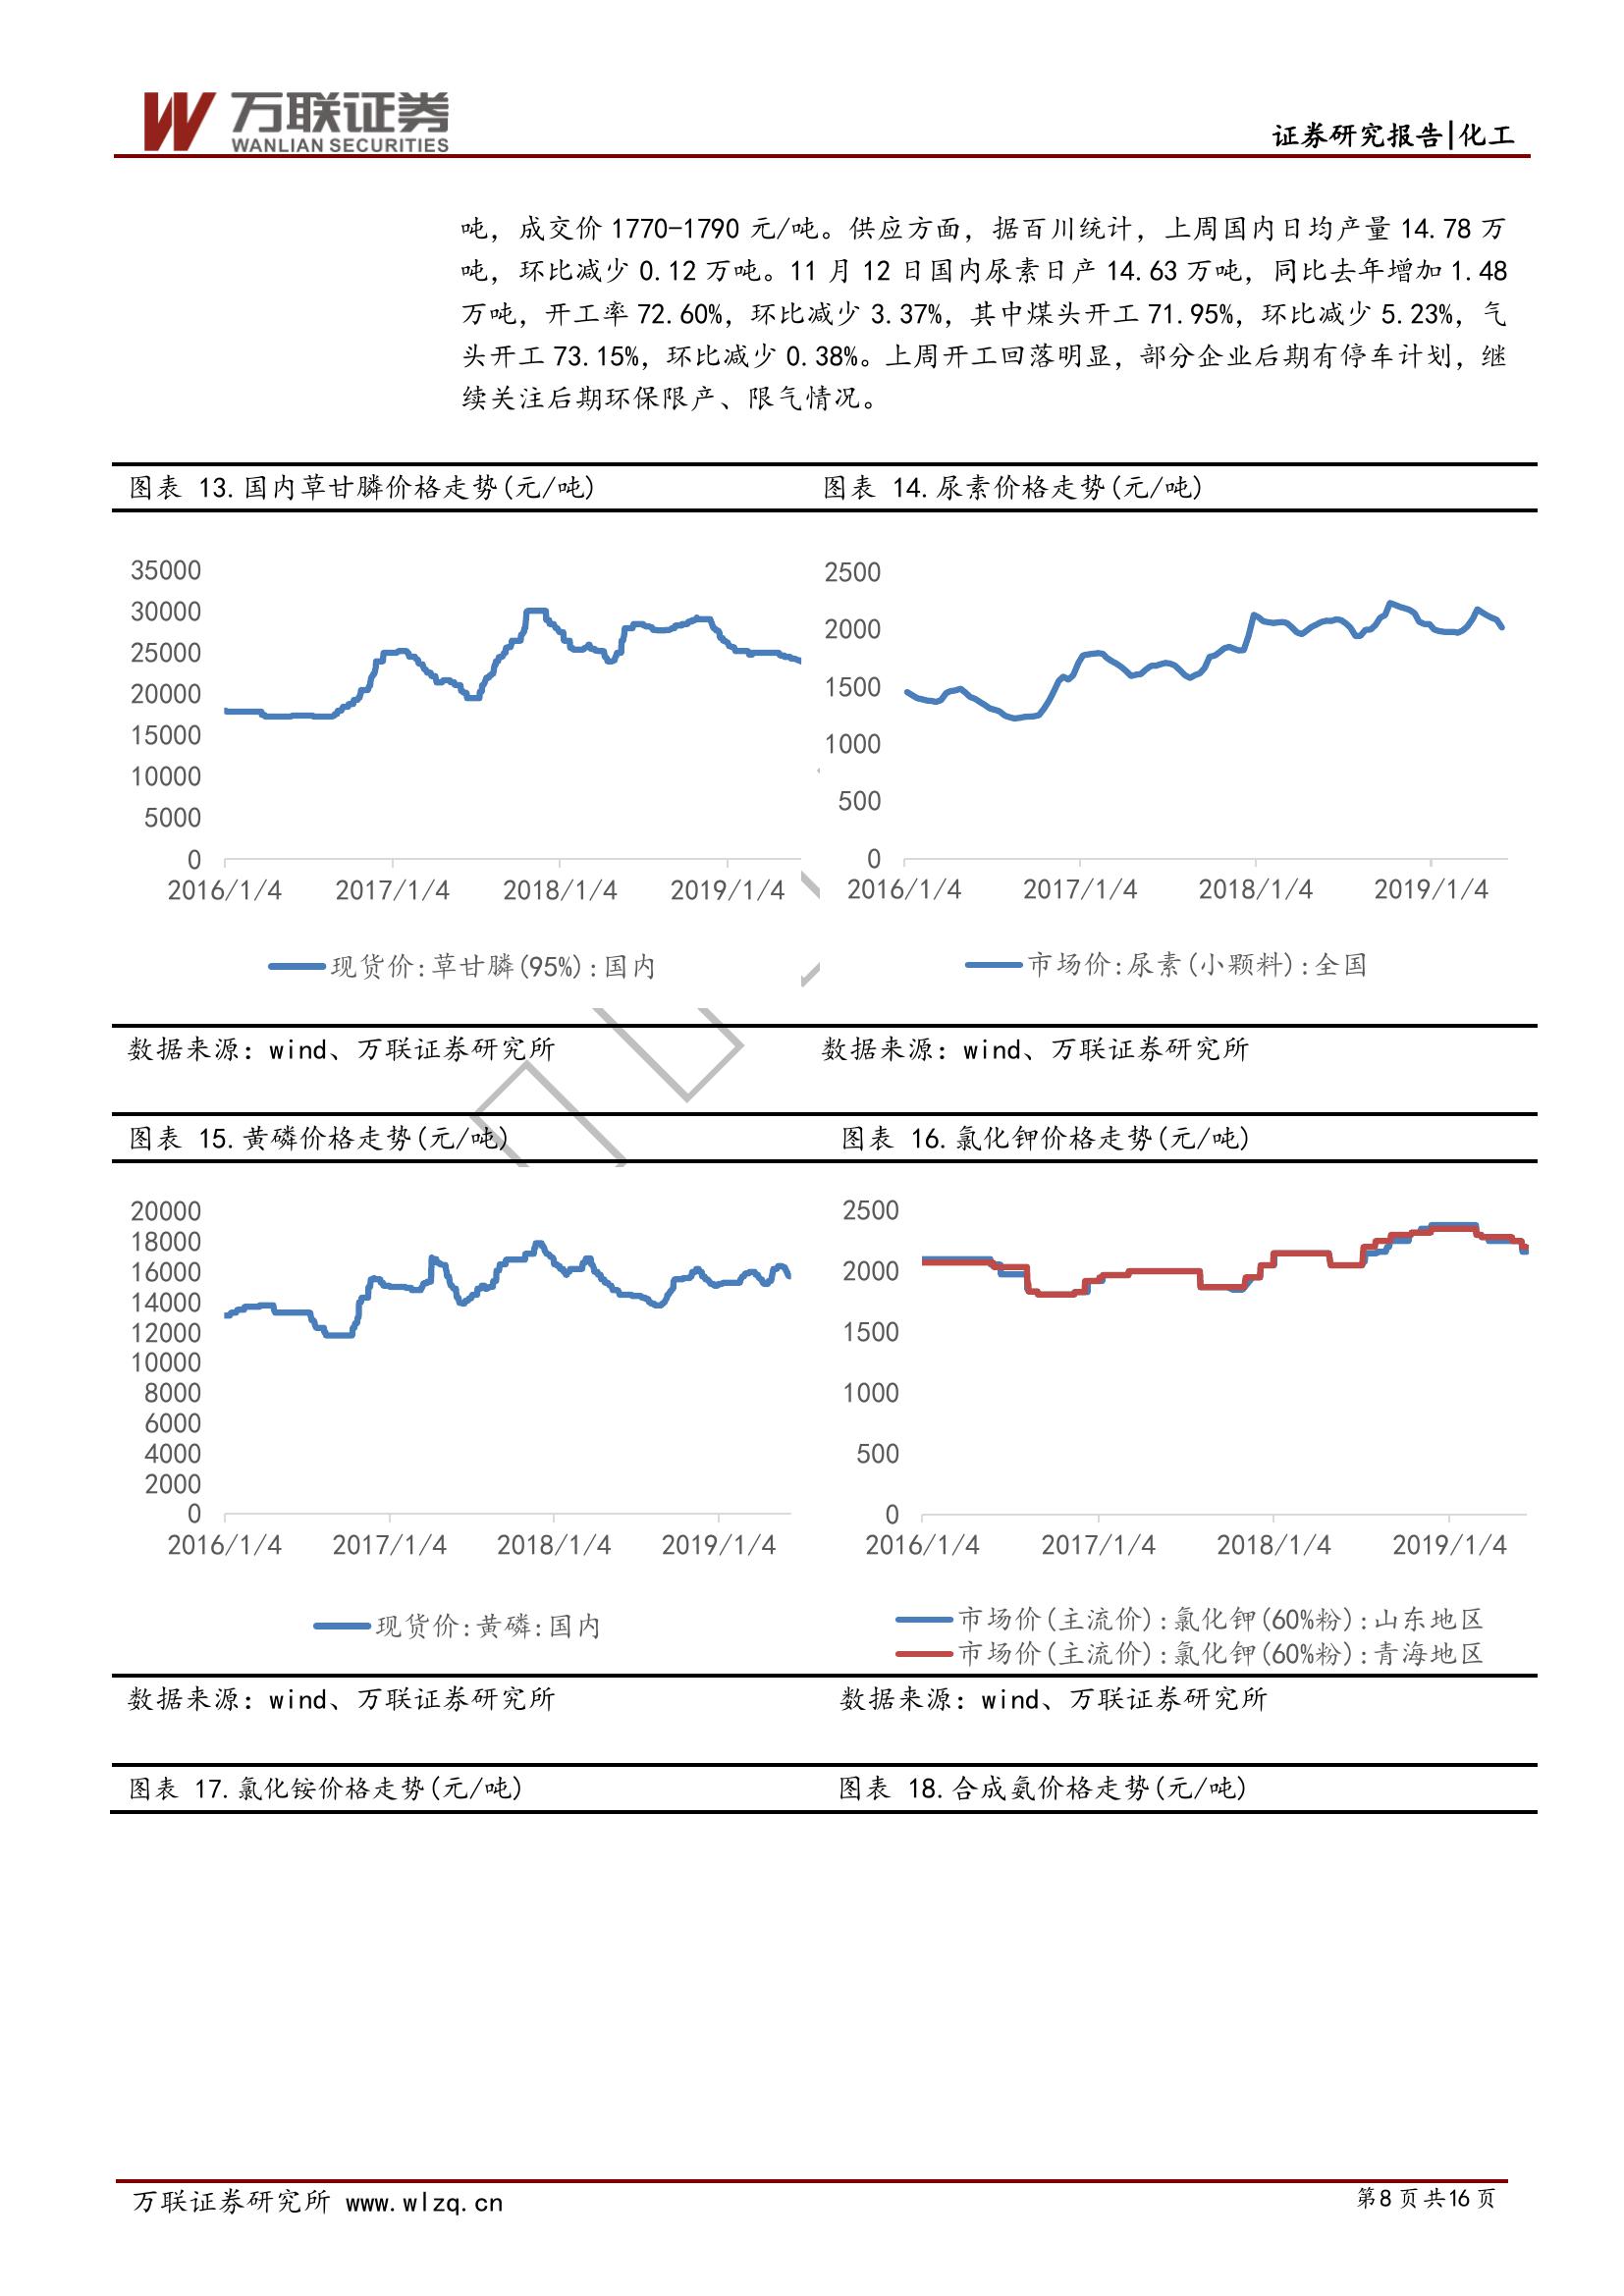 万联证券
WANLIAN SECURITIES
证券研究报告|化工
吨，成交价 1770-1790 元/吨。供应方面，据百川统计，上周国内日均产量 14.78 万
吨，环比减少 0.12 万吨。11 月 12 日国内尿素日产 14.63 万吨，同比去年增加 1.48
万吨，开工率 72.60%，环比减少 3.37%，其中煤头开工 71.95%，环比减少 5.23%，气
头开工 73.15%，环比减少 0.38%。上周开工回落明显，部分企业后期有停车计划，继
续关注后期环保限产、限气情况。
图表 13.国内草甘膦价格走势(元/吨)
35000
30000
25000
20000
15000
10000
5000
0
2016/1/4 2017/1/4 2018/1/4 2019/1/4
现货价:草甘膦(95%):国内
数据来源：wind、万联证券研究所
图表 14.尿素价格走势(元/吨)
2500
2000
1500
1000
500
0
2016/1/4 2017/1/4 2018/1/4 2019/1/4
市场价:尿素(小颗料):全国
数据来源：wind、万联证券研究所
图表 15.黄磷价格走势(元/吨)
20000
18000
16000
14000
12000
10000
8000
6000
4000
2000
0
2016/1/4 2017/1/4 2018/1/4 2019/1/4
现货价:黄磷:国内
数据来源：wind、万联证券研究所
图表 16.氯化钾价格走势(元/吨)
2500
2000
1500
1000
500
0
2016/1/4 2017/1/4 2018/1/4 2019/1/4
市场价(主流价):氯化钾(60%粉):山东地区
市场价(主流价):氯化钾(60%粉):青海地区
数据来源：wind、万联证券研究所
图表 17.氯化铵价格走势(元/吨)
图表 18.合成氨价格走势(元/吨)
万联证券研究所 www.wlzq.cn
第8页共16页